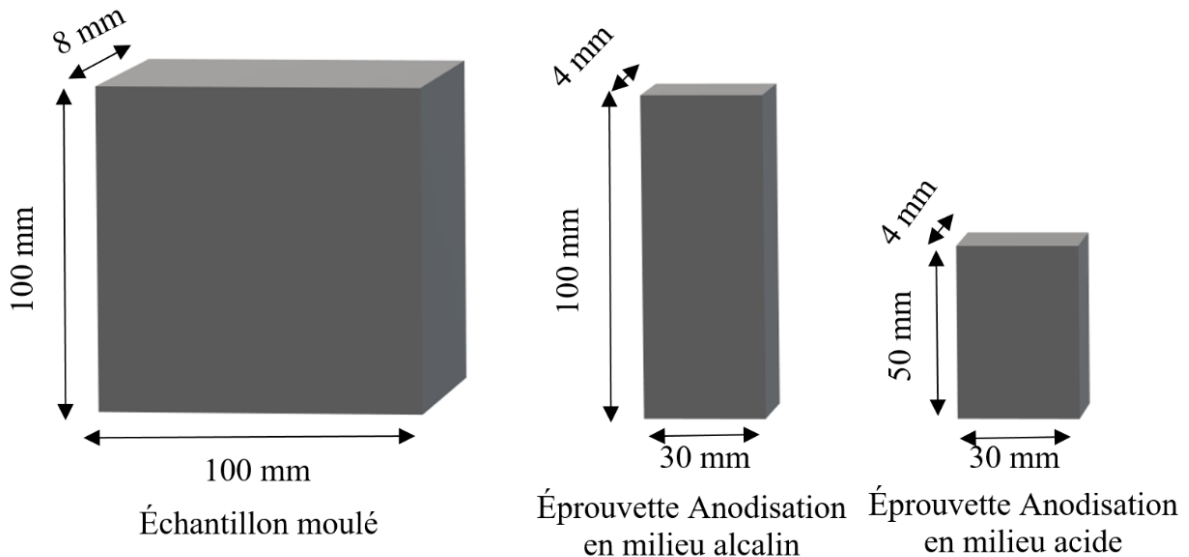 8 mm
100 mm
100 mm
Échantillon moulé
4 mm
100 mm
30 mm
Éprouvette Anodisation
en milieu alcalin
4 mm
50 mm
30 mm
Éprouvette Anodisation
en milieu acide